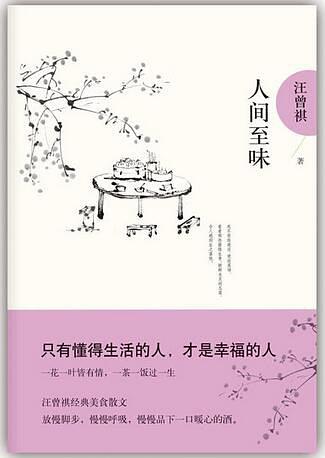 汪曾祺
著
人间至味
只有懂得生活的人，才是幸福的人
一花一叶皆有情，一茶一饭过一生
汪曾祺经典美食散文
放慢脚步，慢慢呼吸，慢慢品下一口暖心的酒。